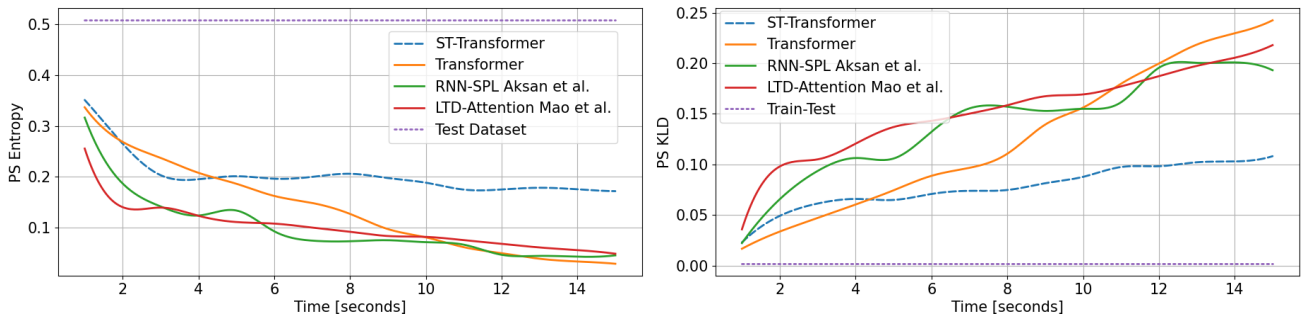 PS Entropy
0.5
0.4
0.3
0.2
0.1
2
4
6
8
10
12
14
Time [seconds]
ST-Transformer
Transformer
RNN-SPL Aksan et al.
LTD-Attention Mao et al.
Test Dataset
PS KLD
0.25
0.20
0.15
0.10
0.05
0.00
2
4
6
8
10
12
14
Time [seconds]
ST-Transformer
Transformer
RNN-SPL Aksan et al.
LTD-Attention Mao et al.
Train-Test